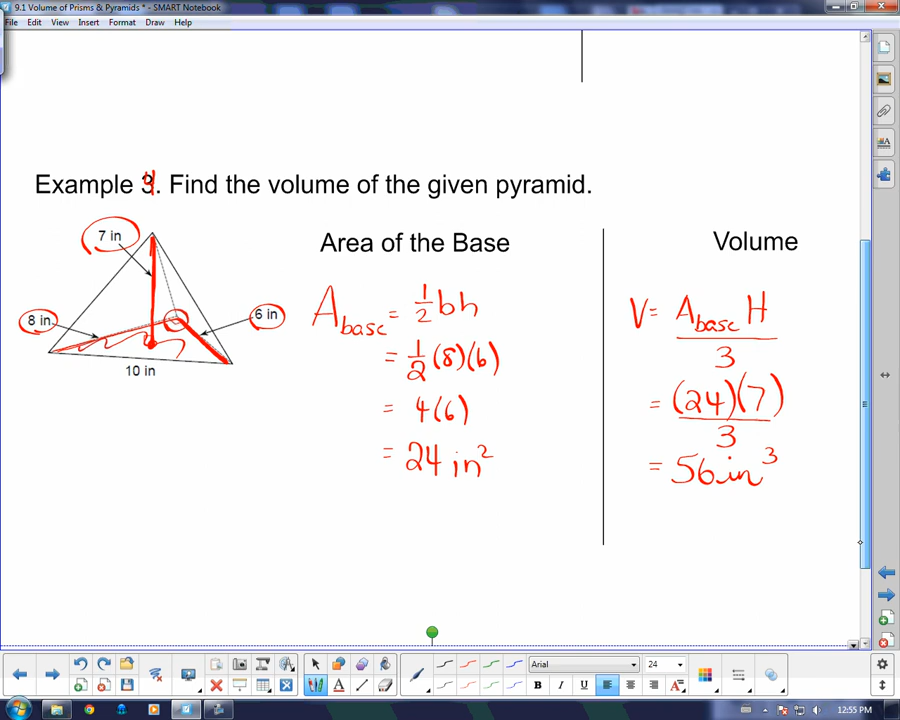 9.1 Volume of Prisms & Pyramids * - SMART Notebook
File Edit View Insert Format Draw Help
Example 4. Find the volume of the given pyramid.
7 in
8 in
6 in
10 in
Area of the Base
A base = 1/2 bh
= 1/2 (8)(6)
= 4(6)
= 24 in²
Volume
V = A base H / 3
= (24)(7) / 3
= 56 in³
Arial 24
B I U
12:55 PM